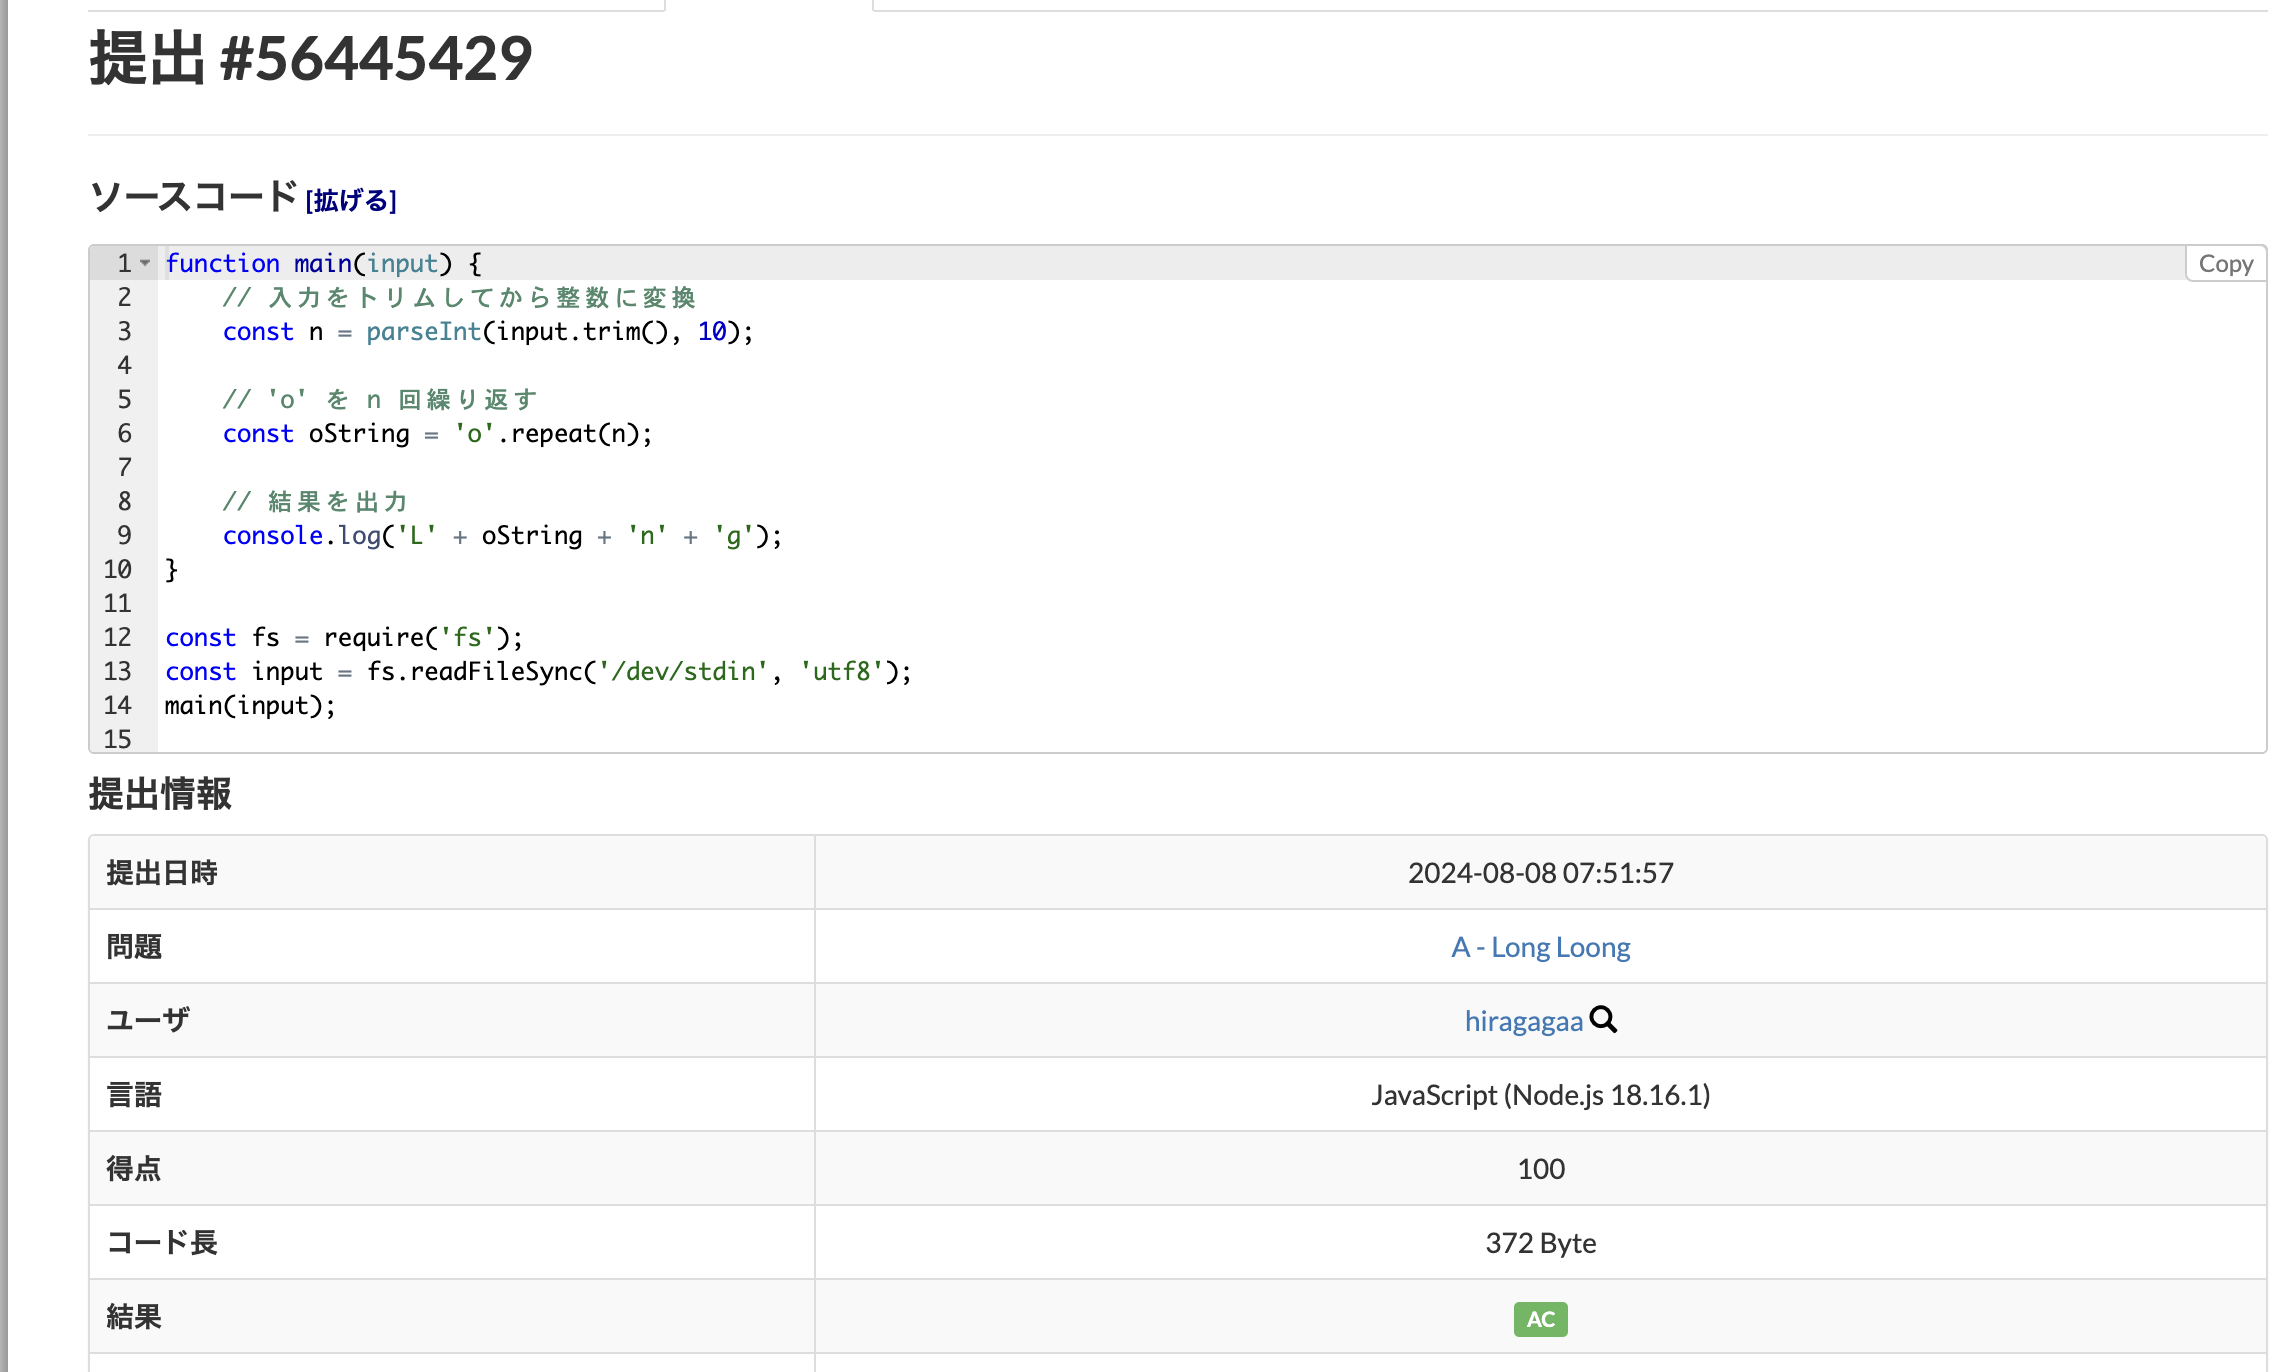 提出 #56445429
ソースコード [拡げる]
Copy
1 function main(input) {
2     // 入力をトリムしてから整数に変換
3     const n = parseInt(input.trim(), 10);
4
5     // 'o' を n 回繰り返す
6     const oString = 'o'.repeat(n);
7
8     // 結果を出力
9     console.log('L' + oString + 'n' + 'g');
10 }
11
12 const fs = require('fs');
13 const input = fs.readFileSync('/dev/stdin', 'utf8');
14 main(input);
15
提出情報
提出日時 2024-08-08 07:51:57
問題 A - Long Loong
ユーザ hiragagaa
言語 JavaScript (Node.js 18.16.1)
得点 100
コード長 372 Byte
結果 AC